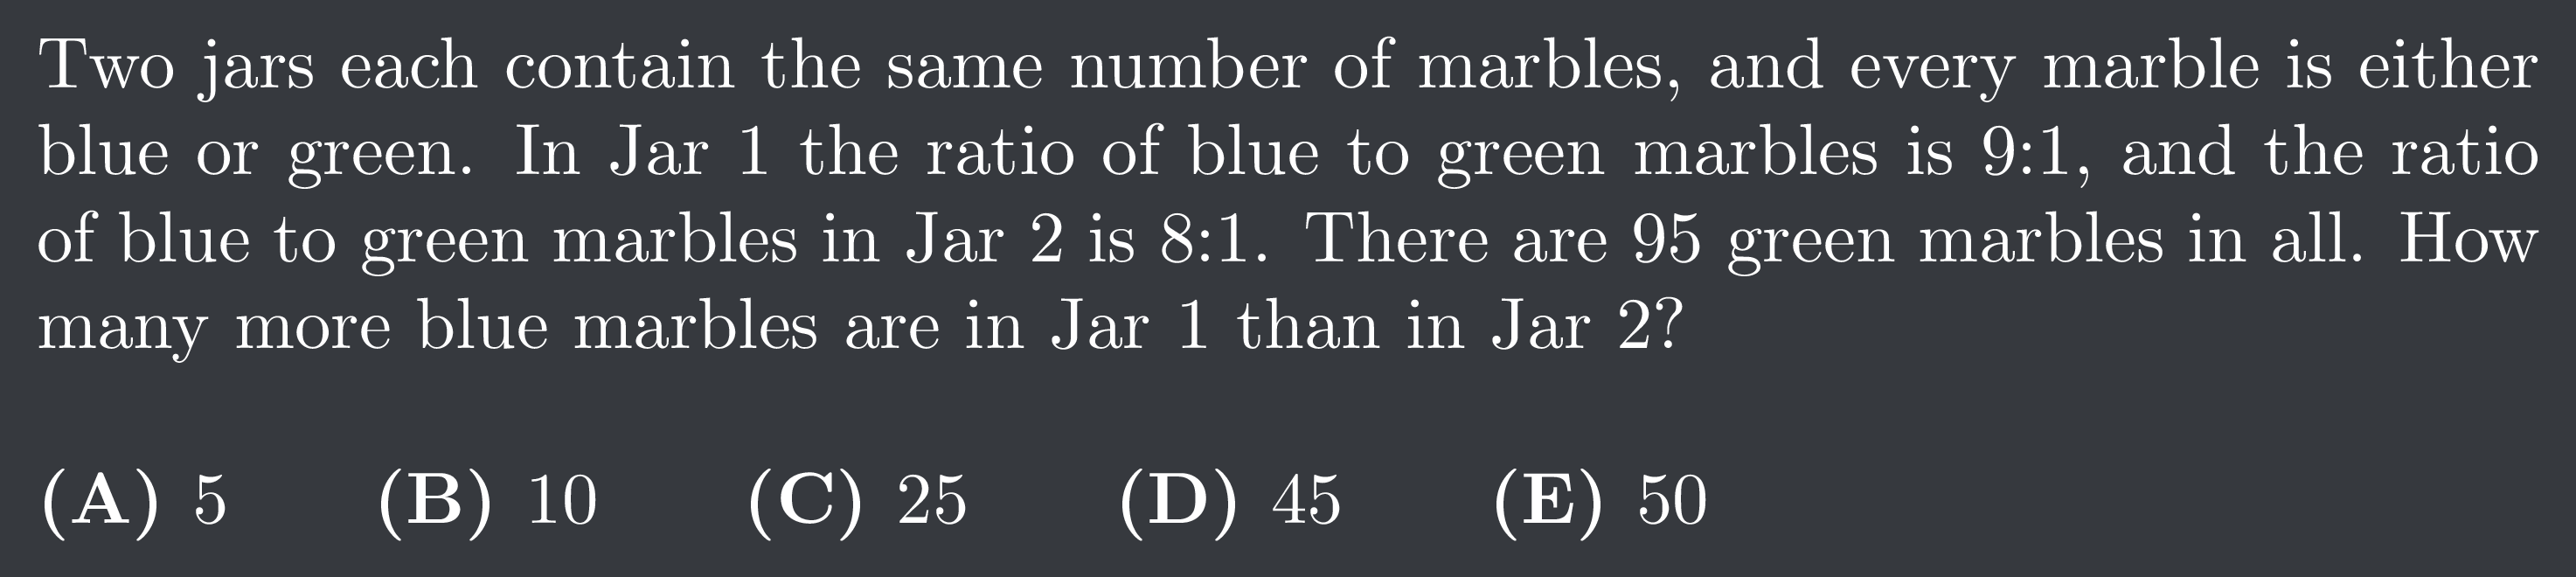 Two jars each contain the same number of marbles, and every marble is either
blue or green. In Jar 1 the ratio of blue to green marbles is 9:1, and the ratio
of blue to green marbles in Jar 2 is 8:1. There are 95 green marbles in all. How
many more blue marbles are in Jar 1 than in Jar 2?
(A) 5 (B) 10 (C) 25 (D) 45 (E) 50